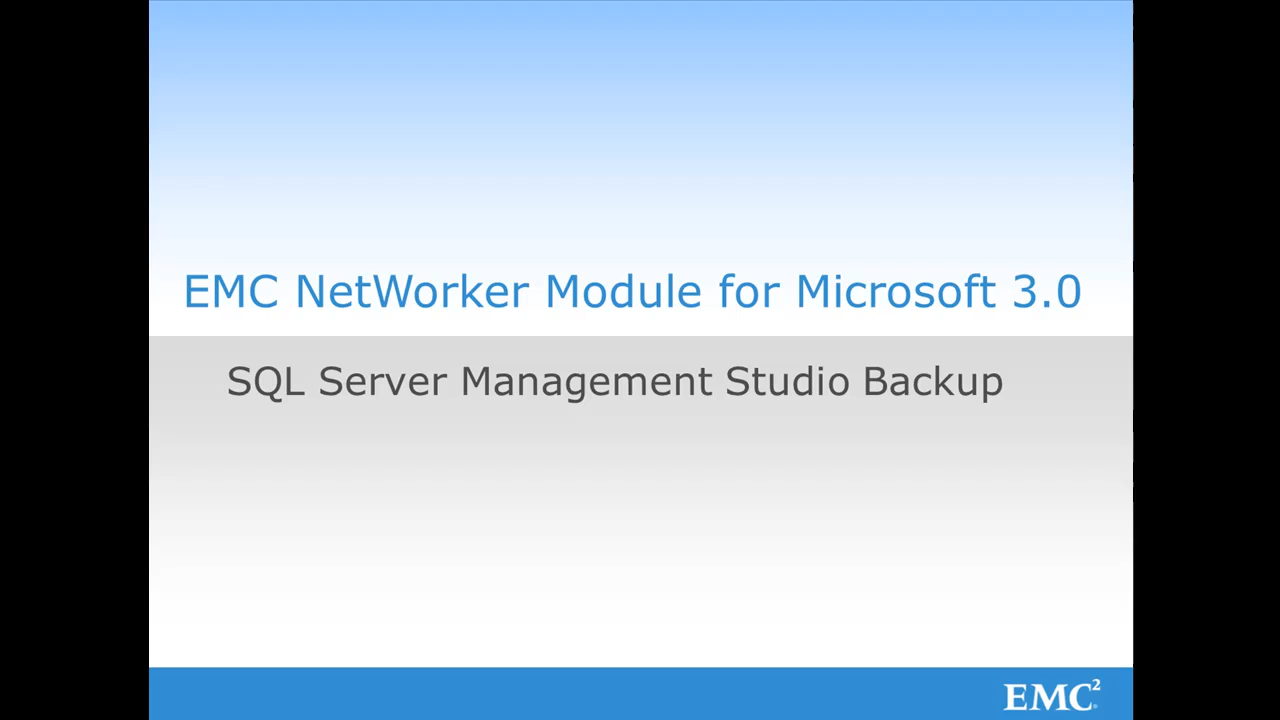 EMC NetWorker Module for Microsoft 3.0
SQL Server Management Studio Backup
EMC²